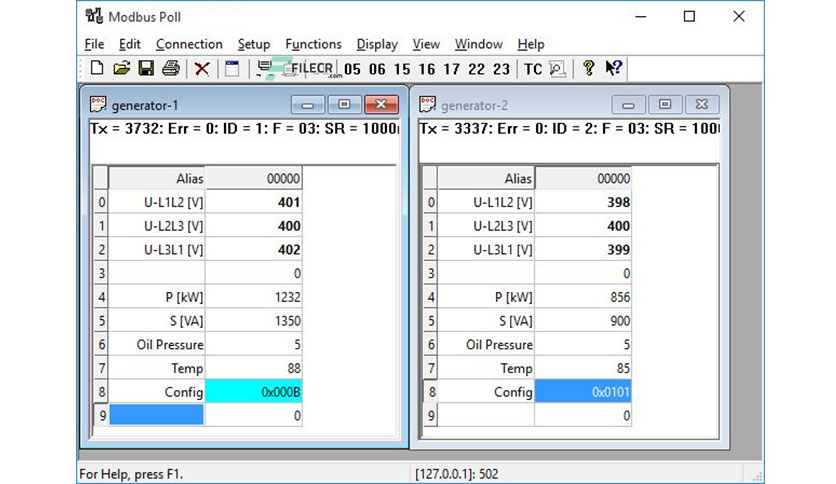 Modbus Poll
File Edit Connection Setup Functions Display View Window Help
FILECR .com 05 06 15 16 17 22 23 TC
generator-1
Tx = 3732: Err = 0: ID = 1: F = 03: SR = 1000
Alias 00000
0 U-L1L2 [V] 401
1 U-L2L3 [V] 400
2 U-L3L1 [V] 402
3 0
4 P [kW] 1232
5 S [VA] 1350
6 Oil Pressure 5
7 Temp 88
8 Config 0x000B
9 0
generator-2
Tx = 3337: Err = 0: ID = 2: F = 03: SR = 100
Alias 00000
0 U-L1L2 [V] 398
1 U-L2L3 [V] 400
2 U-L3L1 [V] 399
3 0
4 P [kW] 856
5 S [VA] 900
6 Oil Pressure 5
7 Temp 85
8 Config 0x0101
9 0
For Help, press F1.
[127.0.0.1]: 502